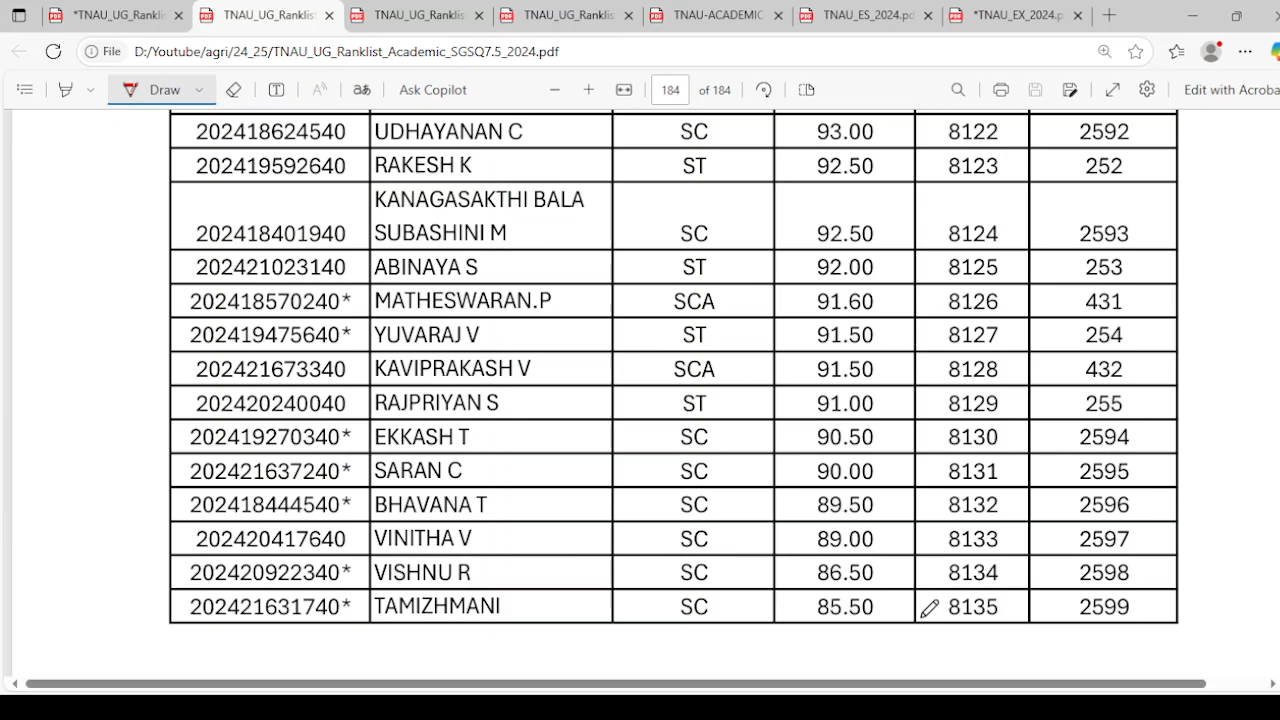 *TNAU_UG_Ranklis
TNAU_UG_Ranklis
TNAU_UG_Ranklis
TNAU_UG_Ranklis
TNAU-ACADEMIC
TNAU_ES_2024.pd
*TNAU_EX_2024.p
File D:/Youtube/agri/24_25/TNAU_UG_Ranklist_Academic_SGSQ7.5_2024.pdf
Draw Ask Copilot 184 of 184 Edit with Acroba
202418624540 UDHAYANAN C SC 93.00 8122 2592
202419592640 RAKESH K ST 92.50 8123 252
KANAGASAKTHI BALA
202418401940 SUBASHINI M SC 92.50 8124 2593
202421023140 ABINAYA S ST 92.00 8125 253
202418570240* MATHESWARAN.P SCA 91.60 8126 431
202419475640* YUVARAJ V ST 91.50 8127 254
202421673340 KAVIPRAKASH V SCA 91.50 8128 432
202420240040 RAJPRIYAN S ST 91.00 8129 255
202419270340* EKKASH T SC 90.50 8130 2594
202421637240* SARAN C SC 90.00 8131 2595
202418444540* BHAVANA T SC 89.50 8132 2596
202420417640 VINITHA V SC 89.00 8133 2597
202420922340* VISHNU R SC 86.50 8134 2598
202421631740* TAMIZHMANI SC 85.50 8135 2599